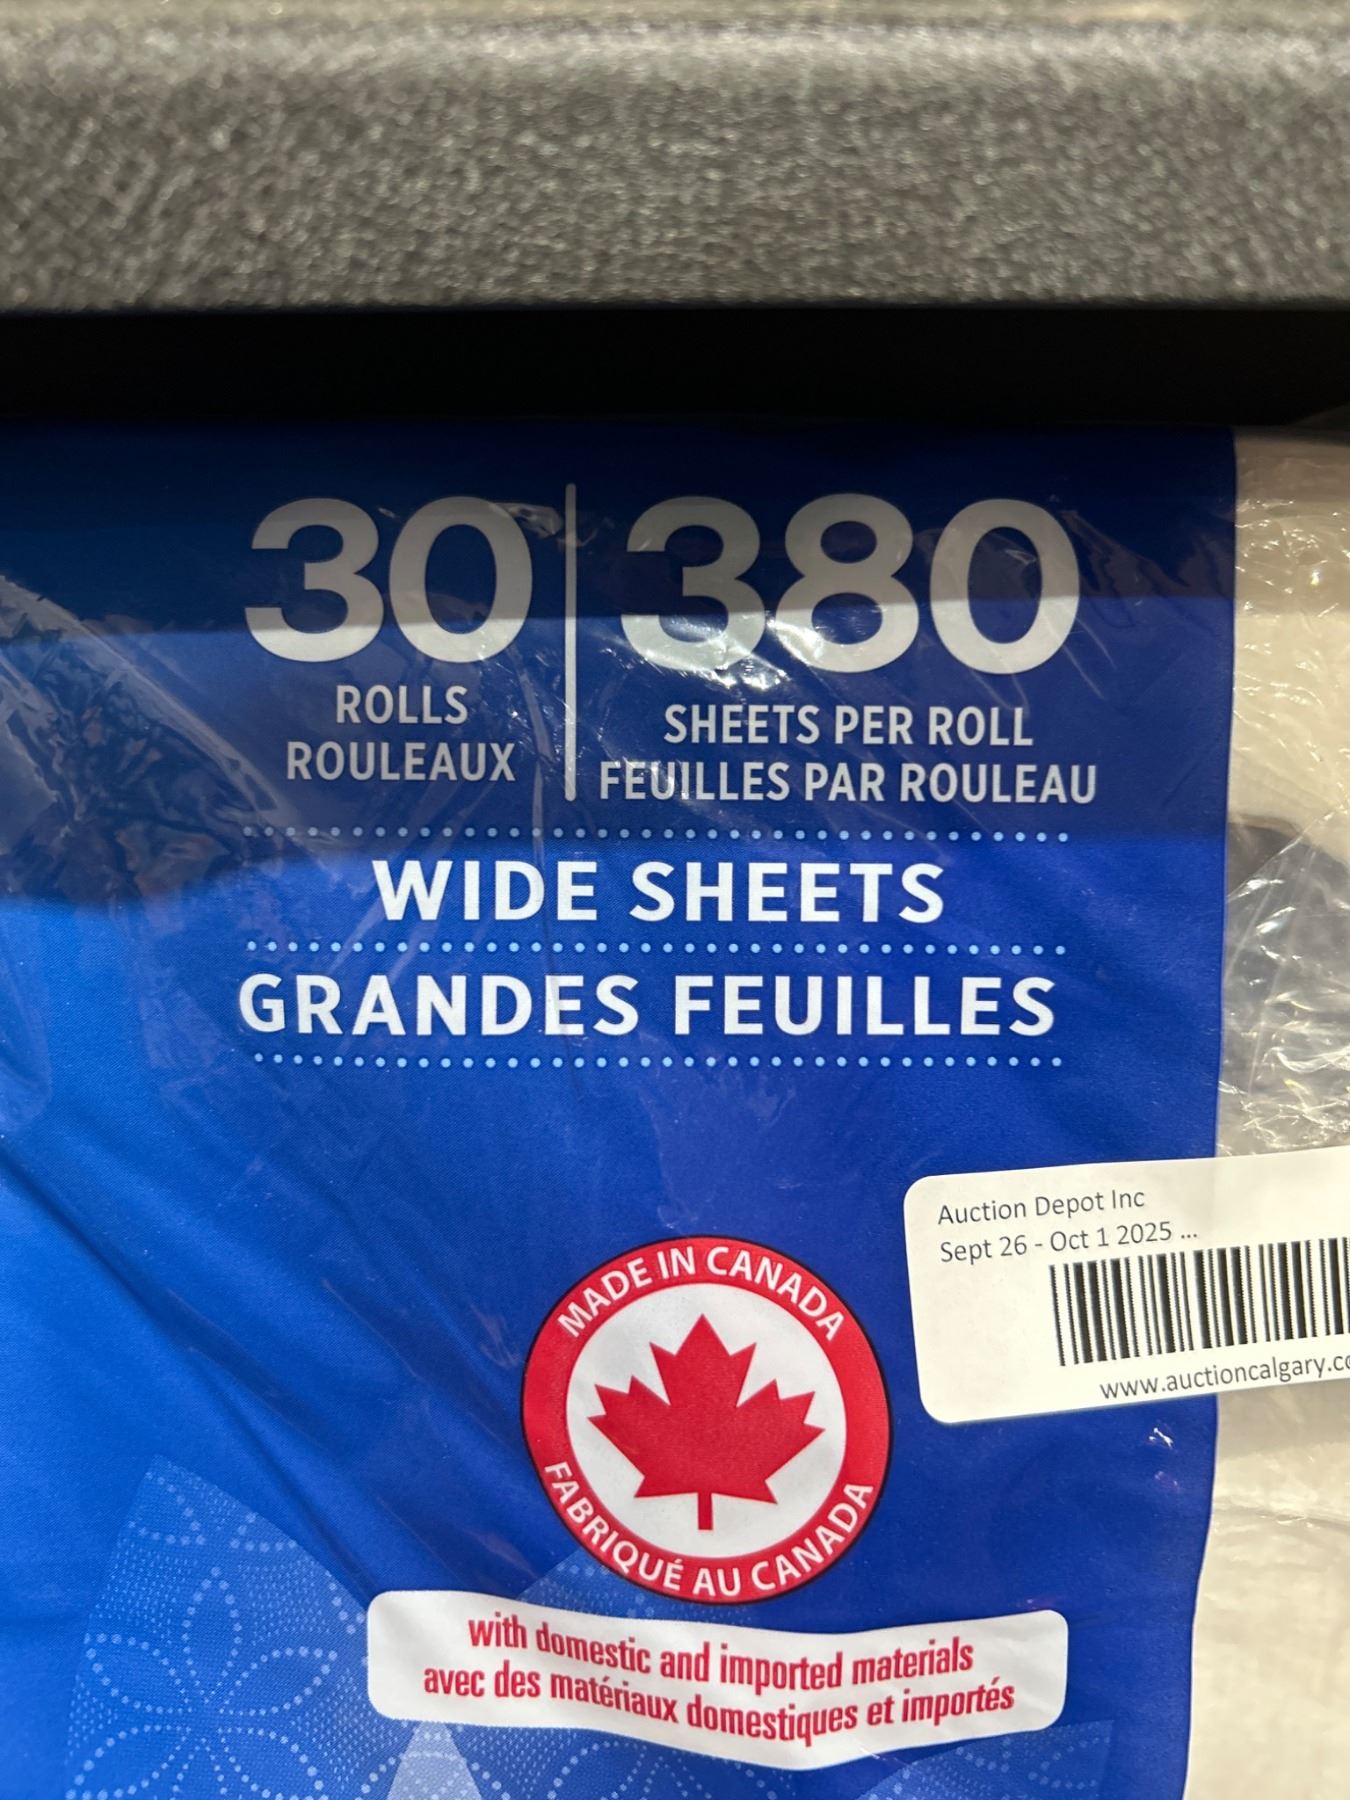 30
ROLLS
ROULEAUX
380
SHEETS PER ROLL
FEUILLES PAR ROULEAU
WIDE SHEETS
GRANDES FEUILLES
Auction Depot Inc
Sept 26 - Oct 1 2025 ...
www.auctioncalgary.co
MADE IN CANADA
FABRIQUÉ AU CANADA
with domestic and imported materials
avec des matériaux domestiques et importés